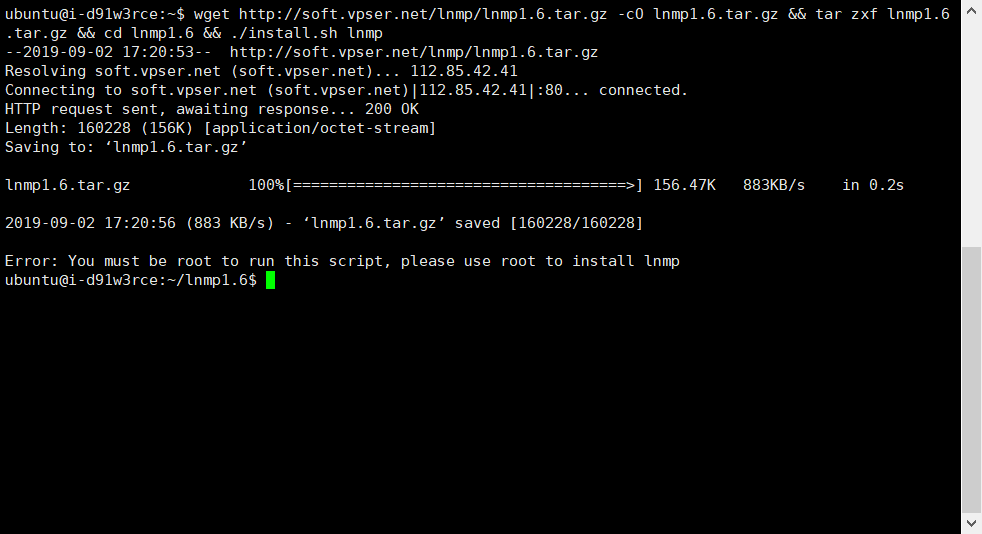 ubuntu@i-d91w3rce:~$ wget http://soft.vpser.net/lnmp/lnmp1.6.tar.gz -cO lnmp1.6.tar.gz && tar zxf lnmp1.6
.tar.gz && cd lnmp1.6 && ./install.sh lnmp
--2019-09-02 17:20:53--  http://soft.vpser.net/lnmp/lnmp1.6.tar.gz
Resolving soft.vpser.net (soft.vpser.net)... 112.85.42.41
Connecting to soft.vpser.net (soft.vpser.net)|112.85.42.41|:80... connected.
HTTP request sent, awaiting response... 200 OK
Length: 160228 (156K) [application/octet-stream]
Saving to: ‘lnmp1.6.tar.gz’
lnmp1.6.tar.gz             100%[=====================================>] 156.47K   883KB/s    in 0.2s
2019-09-02 17:20:56 (883 KB/s) - ‘lnmp1.6.tar.gz’ saved [160228/160228]
Error: You must be root to run this script, please use root to install lnmp
ubuntu@i-d91w3rce:~/lnmp1.6$